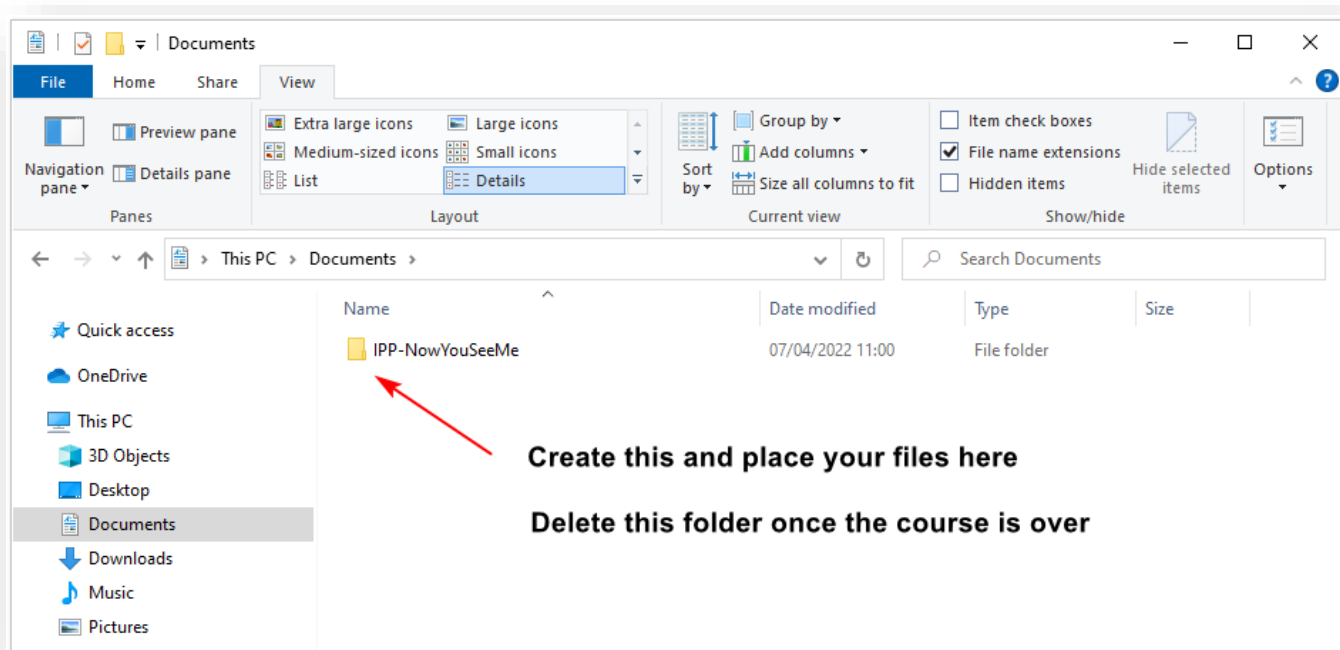 Documents
File Home Share View
Navigation pane
Preview pane
Details pane
Panes
Extra large icons Large icons
Medium-sized icons Small icons
List Details
Layout
Sort by
Group by
Add columns
Size all columns to fit
Current view
Item check boxes
File name extensions
Hidden items
Hide selected items
Show/hide
Options
This PC > Documents >
Search Documents
Name Date modified Type Size
IPP-NowYouSeeMe 07/04/2022 11:00 File folder
Quick access
OneDrive
This PC
3D Objects
Desktop
Documents
Downloads
Music
Pictures
Create this and place your files here
Delete this folder once the course is over